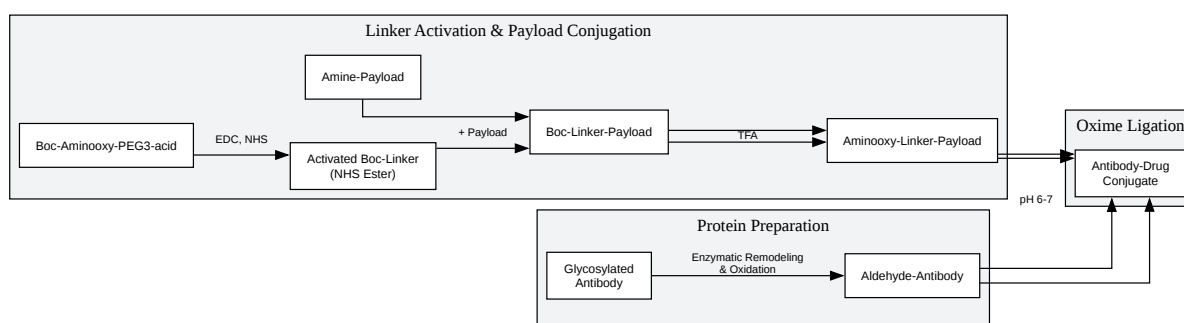 Linker Activation & Payload Conjugation
Amine-Payload
Boc-Aminooxy-PEG3-acid
EDC, NHS
Activated Boc-Linker
(NHS Ester)
+ Payload
Boc-Linker-Payload
TFA
Aminooxy-Linker-Payload
Oxime Ligation
Antibody-Drug
Conjugate
pH 6-7
Protein Preparation
Glycosylated
Antibody
Enzymatic Remodeling
& Oxidation
Aldehyde-Antibody